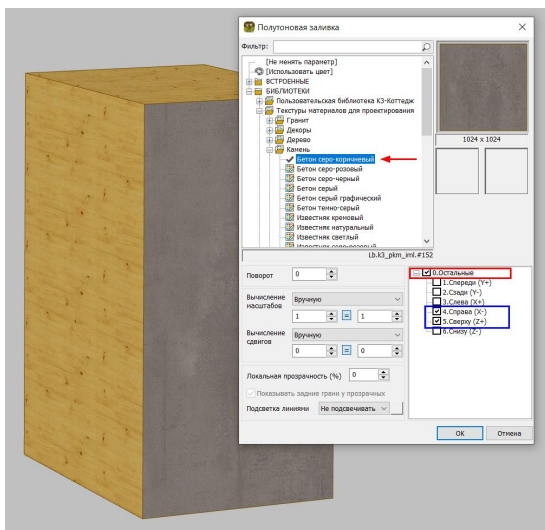 Полутоновая заливка
Фильтр:
[Не менять параметр]
[Использовать цвет]
ВСТРОЕННЫЕ
БИБЛИОТЕКИ
Пользовательская библиотека К3-Коттедж
Текстуры материалов для проектирования
Гранит
Декоры
Дерево
Камень
Бетон серо-коричневый
Бетон серо-розовый
Бетон серо-черный
Бетон серый
Бетон серый графический
Бетон темно-серый
Известняк кремовый
Известняк натуральный
Известняк светлый
Известняк серо-розовый
1024 x 1024
Lb.k3_pkm_iml.#152
Поворот 0
Вычисление масштабов Вручную
1 = 1
Вычисление сдвигов Вручную
0 = 0
Локальная прозрачность (%) 0
Показывать задние грани у прозрачных
Подсветка линиями Не подсвечивать
0.Остальные
1.Спереди (Y+)
2.Сзади (Y-)
3.Слева (X+)
4.Справа (X-)
5.Сверху (Z+)
6.Снизу (Z-)
ОК Отмена